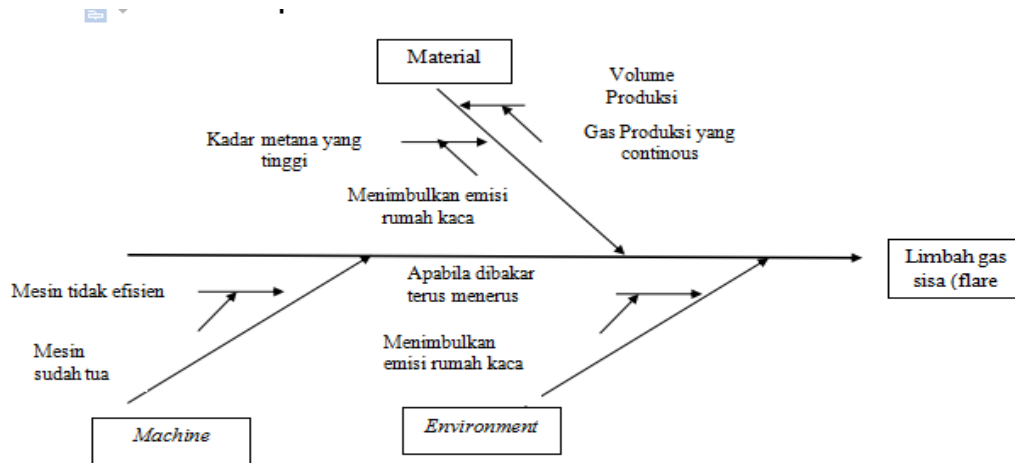 Material
Volume
Produksi
Gas Produksi yang
continous
Kadar metana yang
tinggi
Menimbulkan emisi
rumah kaca
Limbah gas
sisa (flare
Apabila dibakar
terus menerus
Mesin tidak efisien
Menimbulkan
emisi rumah kaca
Mesin
sudah tua
Machine
Environment